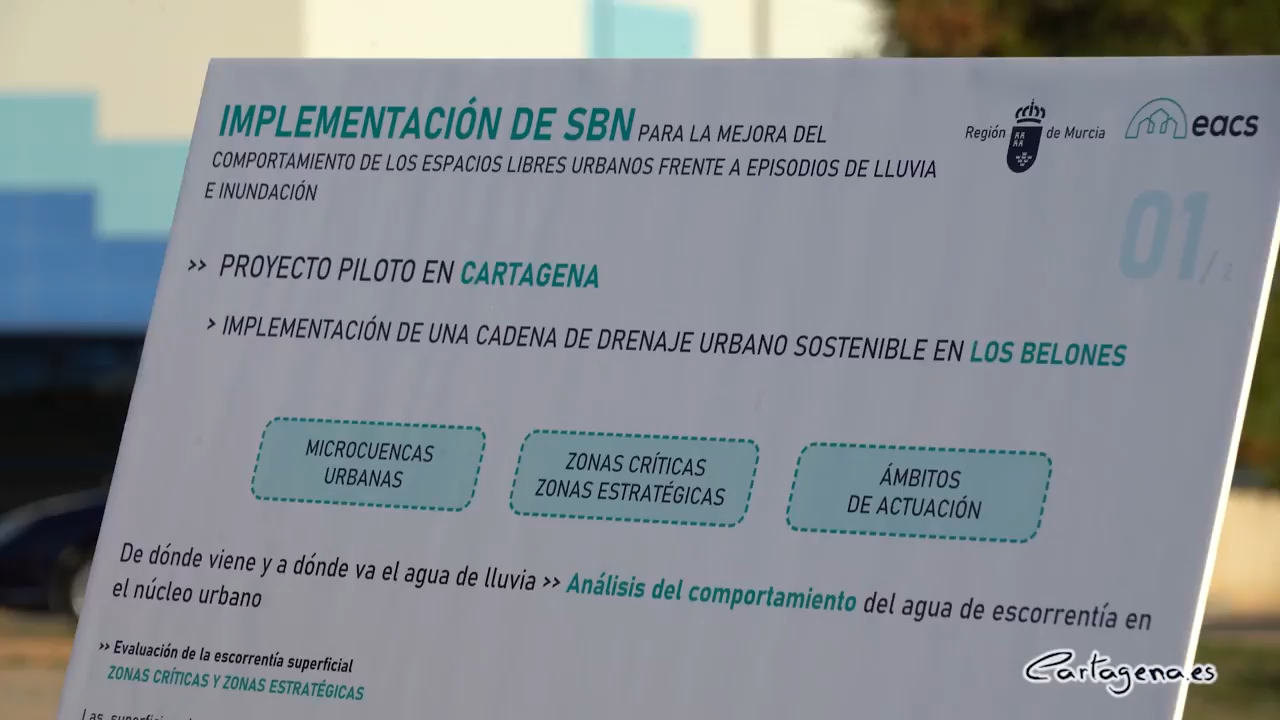 IMPLEMENTACIÓN DE SBN PARA LA MEJORA DEL
COMPORTAMIENTO DE LOS ESPACIOS LIBRES URBANOS FRENTE A EPISODIOS DE LLUVIA
E INUNDACIÓN
Región de Murcia
eacs
01/2
>> PROYECTO PILOTO EN CARTAGENA
> IMPLEMENTACIÓN DE UNA CADENA DE DRENAJE URBANO SOSTENIBLE EN LOS BELONES
MICROCUENCAS
URBANAS
ZONAS CRÍTICAS
ZONAS ESTRATÉGICAS
ÁMBITOS
DE ACTUACIÓN
De dónde viene y a dónde va el agua de lluvia >> Análisis del comportamiento del agua de escorrentía en
el núcleo urbano
>> Evaluación de la escorrentía superficial
ZONAS CRÍTICAS Y ZONAS ESTRATÉGICAS
Las
Cartagena.es